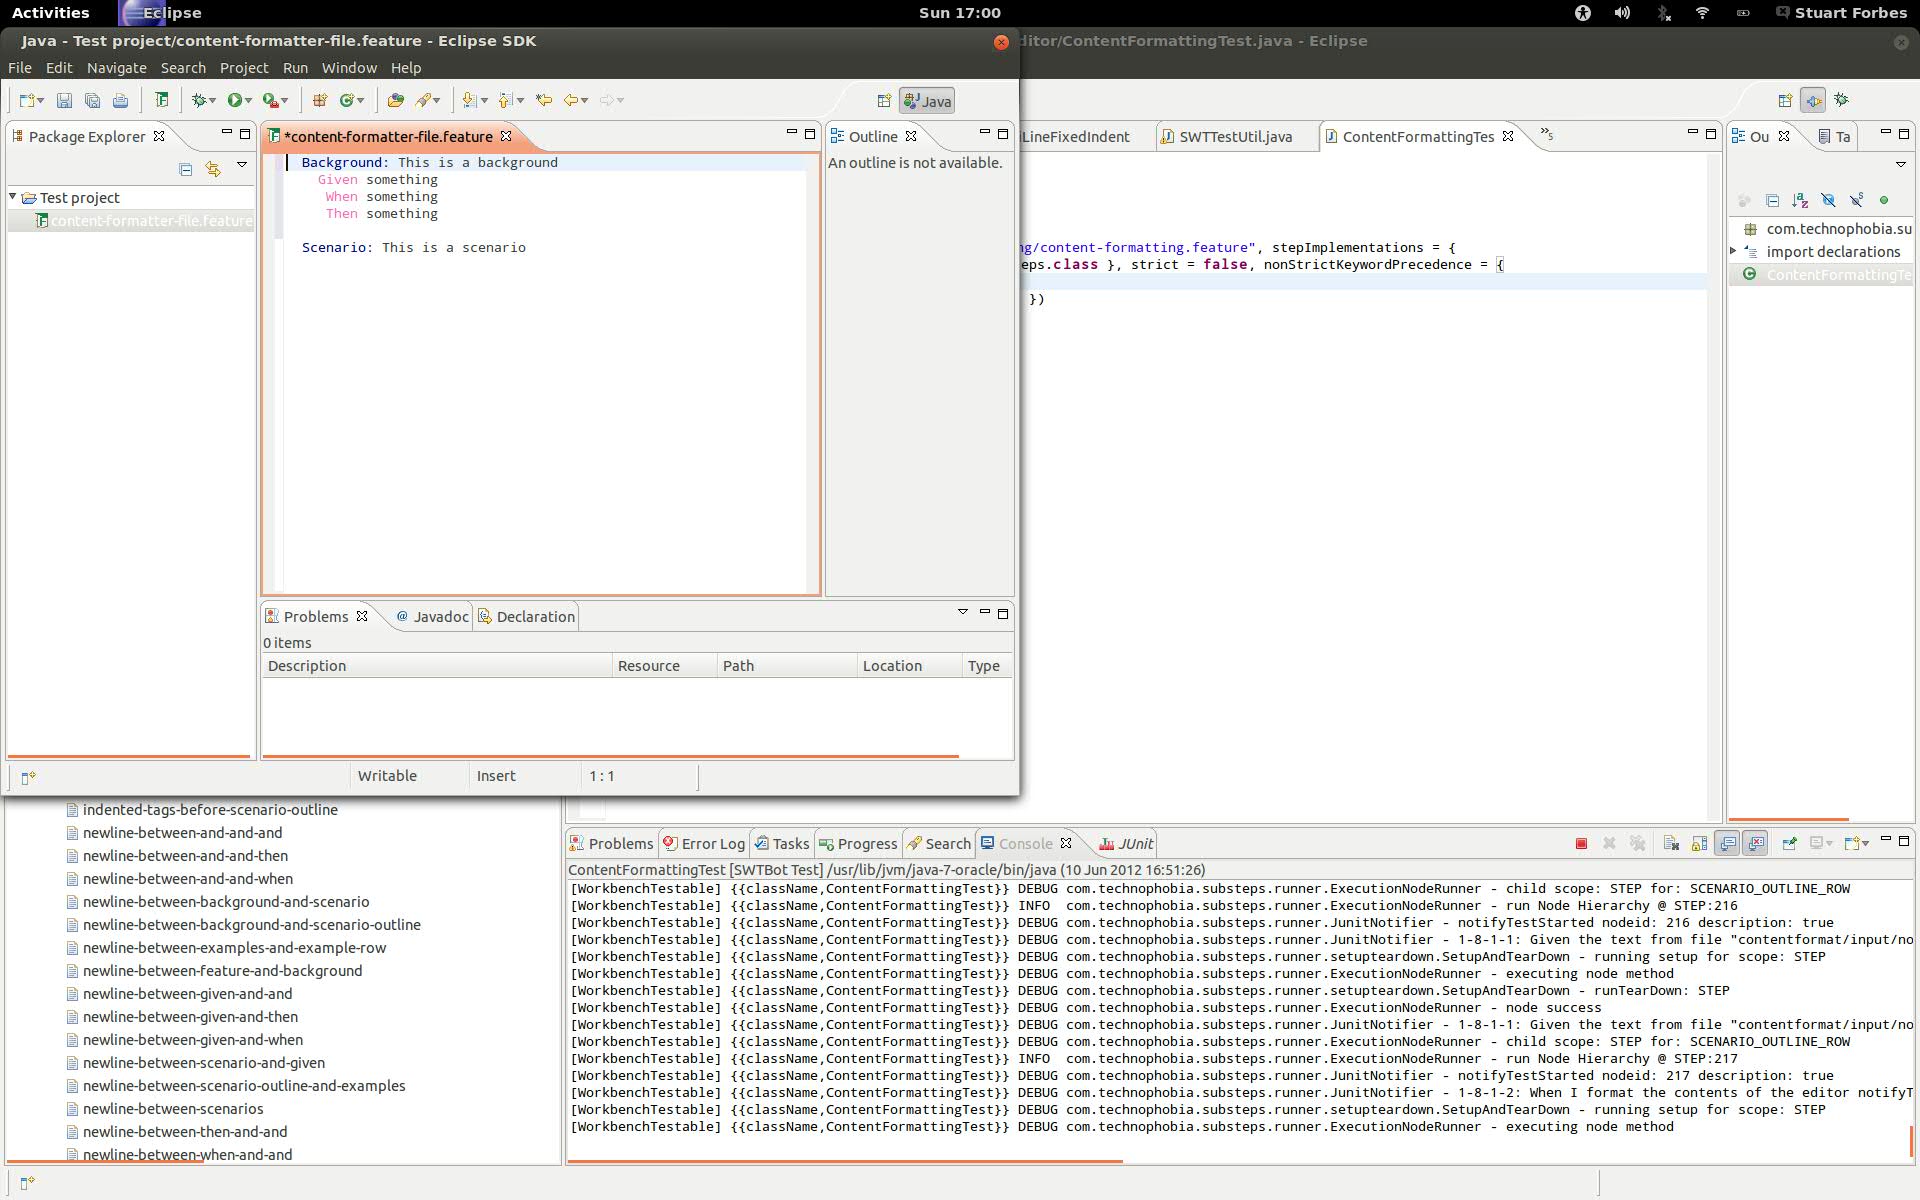 Activities Eclipse Sun 17:00 Stuart Forbes
Java - Test project/content-formatter-file.feature - Eclipse SDK
ditor/ContentFormattingTest.java - Eclipse
File Edit Navigate Search Project Run Window Help
Java
Package Explorer
Test project
content-formatter-file.feature
*content-formatter-file.feature
Background: This is a background
Given something
When something
Then something
Scenario: This is a scenario
Outline
An outline is not available.
LineFixedIndent SWTTestUtil.java ContentFormattingTes »5
ng/content-formatting.feature", stepImplementations = {
eps.class }, strict = false, nonStrictKeywordPrecedence = {
})
Ou Ta
com.technophobia.su
import declarations
ContentFormattingTe
Problems @ Javadoc Declaration
0 items
Description Resource Path Location Type
Writable Insert 1 : 1
indented-tags-before-scenario-outline
newline-between-and-and-and
newline-between-and-and-then
newline-between-and-and-when
newline-between-background-and-scenario
newline-between-background-and-scenario-outline
newline-between-examples-and-example-row
newline-between-feature-and-background
newline-between-given-and-and
newline-between-given-and-then
newline-between-given-and-when
newline-between-scenario-and-given
newline-between-scenario-outline-and-examples
newline-between-scenarios
newline-between-then-and-and
newline-between-when-and-and
Problems Error Log Tasks Progress Search Console JUnit
ContentFormattingTest [SWTBot Test] /usr/lib/jvm/java-7-oracle/bin/java (10 Jun 2012 16:51:26)
[WorkbenchTestable] {{className,ContentFormattingTest}} DEBUG com.technophobia.substeps.runner.ExecutionNodeRunner - child scope: STEP for: SCENARIO_OUTLINE_ROW
[WorkbenchTestable] {{className,ContentFormattingTest}} INFO  com.technophobia.substeps.runner.ExecutionNodeRunner - run Node Hierarchy @ STEP:216
[WorkbenchTestable] {{className,ContentFormattingTest}} DEBUG com.technophobia.substeps.runner.JunitNotifier - notifyTestStarted nodeid: 216 description: true
[WorkbenchTestable] {{className,ContentFormattingTest}} DEBUG com.technophobia.substeps.runner.JunitNotifier - 1-8-1-1: Given the text from file "contentformat/input/no
[WorkbenchTestable] {{className,ContentFormattingTest}} DEBUG com.technophobia.substeps.runner.setupteardown.SetupAndTearDown - running setup for scope: STEP
[WorkbenchTestable] {{className,ContentFormattingTest}} DEBUG com.technophobia.substeps.runner.ExecutionNodeRunner - executing node method
[WorkbenchTestable] {{className,ContentFormattingTest}} DEBUG com.technophobia.substeps.runner.setupteardown.SetupAndTearDown - runTearDown: STEP
[WorkbenchTestable] {{className,ContentFormattingTest}} DEBUG com.technophobia.substeps.runner.ExecutionNodeRunner - node success
[WorkbenchTestable] {{className,ContentFormattingTest}} DEBUG com.technophobia.substeps.runner.JunitNotifier - 1-8-1-1: Given the text from file "contentformat/input/no
[WorkbenchTestable] {{className,ContentFormattingTest}} DEBUG com.technophobia.substeps.runner.ExecutionNodeRunner - child scope: STEP for: SCENARIO_OUTLINE_ROW
[WorkbenchTestable] {{className,ContentFormattingTest}} INFO  com.technophobia.substeps.runner.ExecutionNodeRunner - run Node Hierarchy @ STEP:217
[WorkbenchTestable] {{className,ContentFormattingTest}} DEBUG com.technophobia.substeps.runner.JunitNotifier - notifyTestStarted nodeid: 217 description: true
[WorkbenchTestable] {{className,ContentFormattingTest}} DEBUG com.technophobia.substeps.runner.JunitNotifier - 1-8-1-2: When I format the contents of the editor notifyT
[WorkbenchTestable] {{className,ContentFormattingTest}} DEBUG com.technophobia.substeps.runner.setupteardown.SetupAndTearDown - running setup for scope: STEP
[WorkbenchTestable] {{className,ContentFormattingTest}} DEBUG com.technophobia.substeps.runner.ExecutionNodeRunner - executing node method